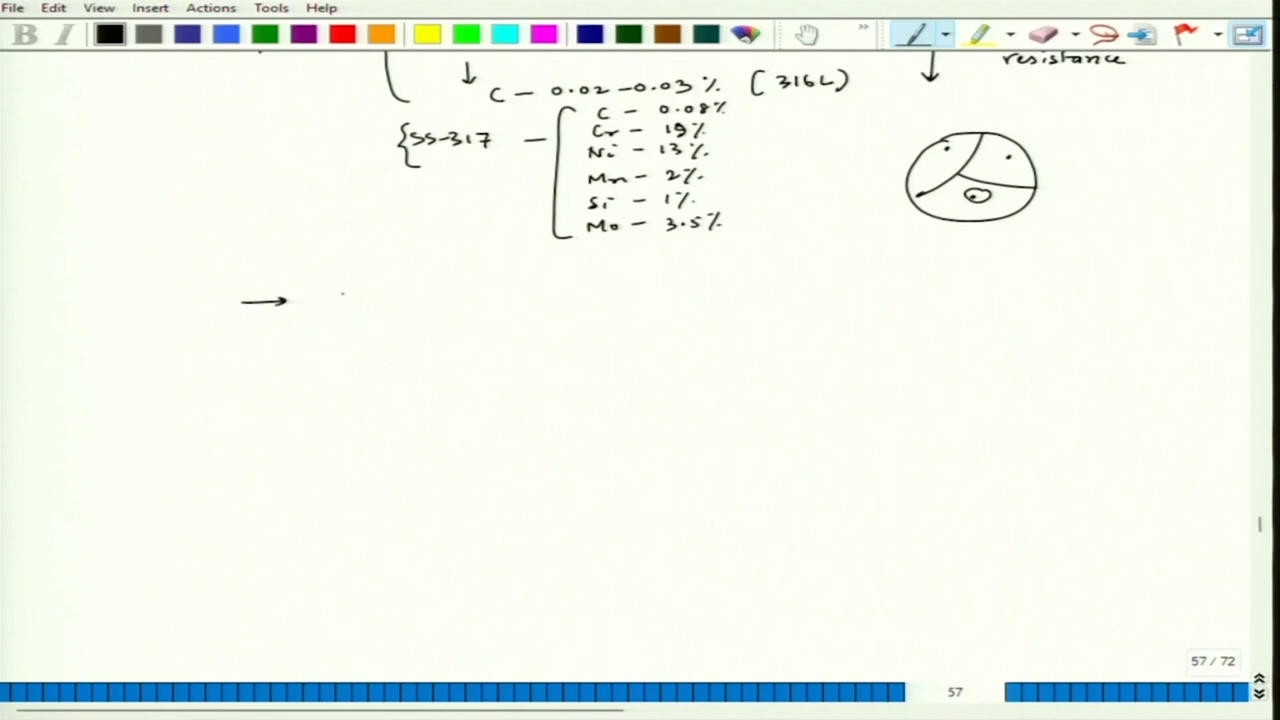 File Edit View Insert Actions Tools Help
B I
resistance
C - 0.02 - 0.03 % (316L)
SS-317 - C - 0.08%
Cr - 19%
Ni - 13%
Mn - 2%
Si - 1%
Mo - 3.5%
57 / 72
57